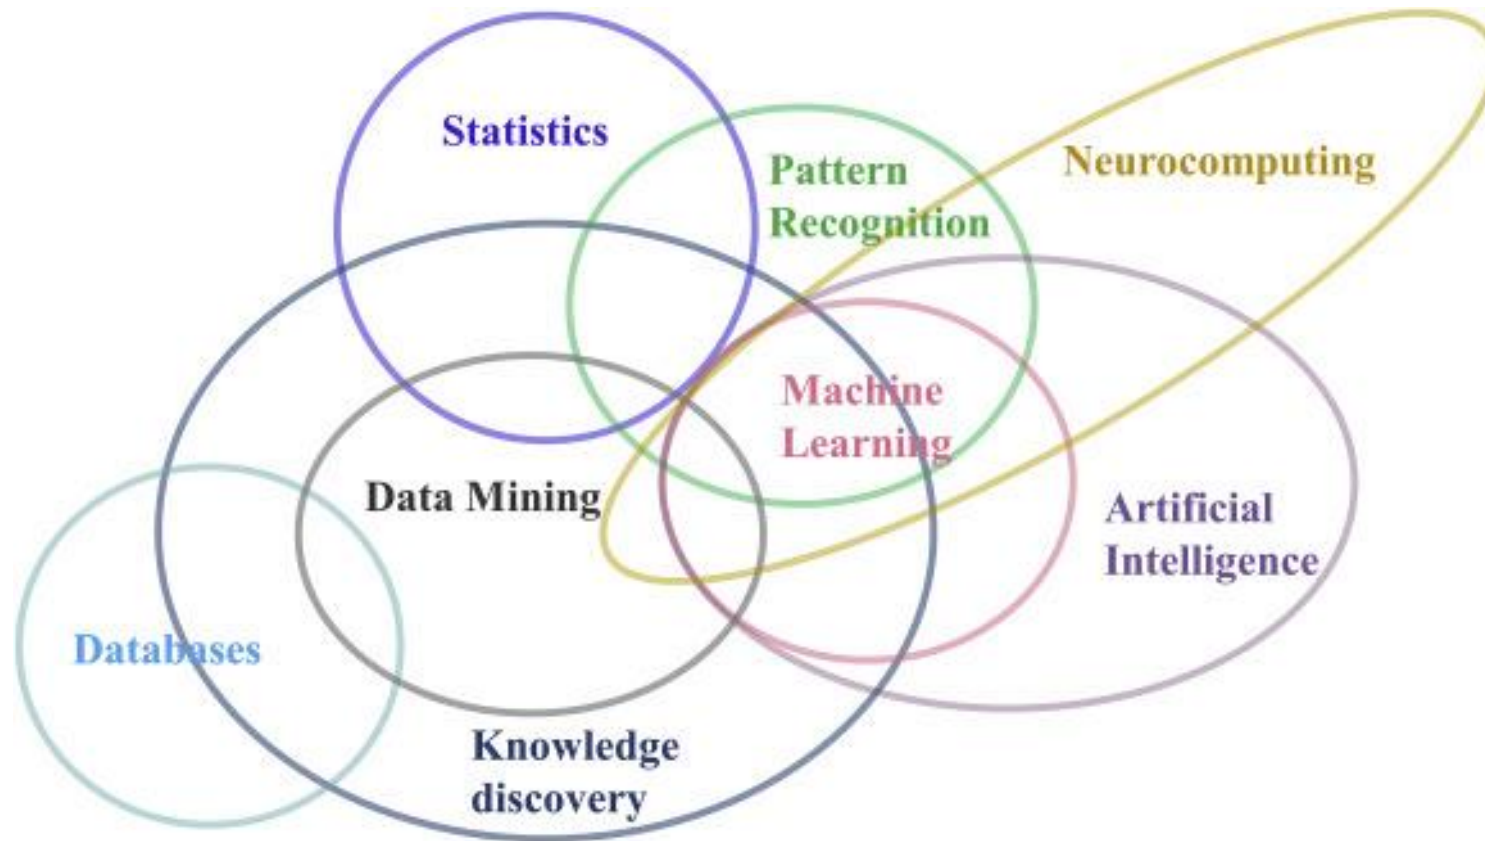 Statistics
Pattern
Recognition
Neurocomputing
Machine
Learning
Data Mining
Artificial
Intelligence
Databases
Knowledge
discovery